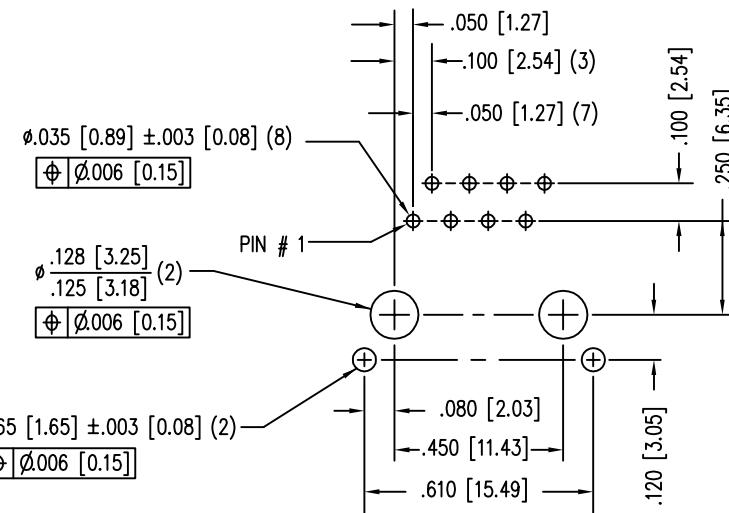 .050 [1.27]
.100 [2.54] (3)
.050 [1.27] (7)
.100 [2.54]
.250 [6.35]
ø.035 [0.89] ±.003 [0.08] (8)
⌖ Ø.006 [0.15]
PIN # 1
ø .128 [3.25] (2)
.125 [3.18]
⌖ Ø.006 [0.15]
65 [1.65] ±.003 [0.08] (2)
Ø.006 [0.15]
.080 [2.03]
.450 [11.43]
.610 [15.49]
.120 [3.05]